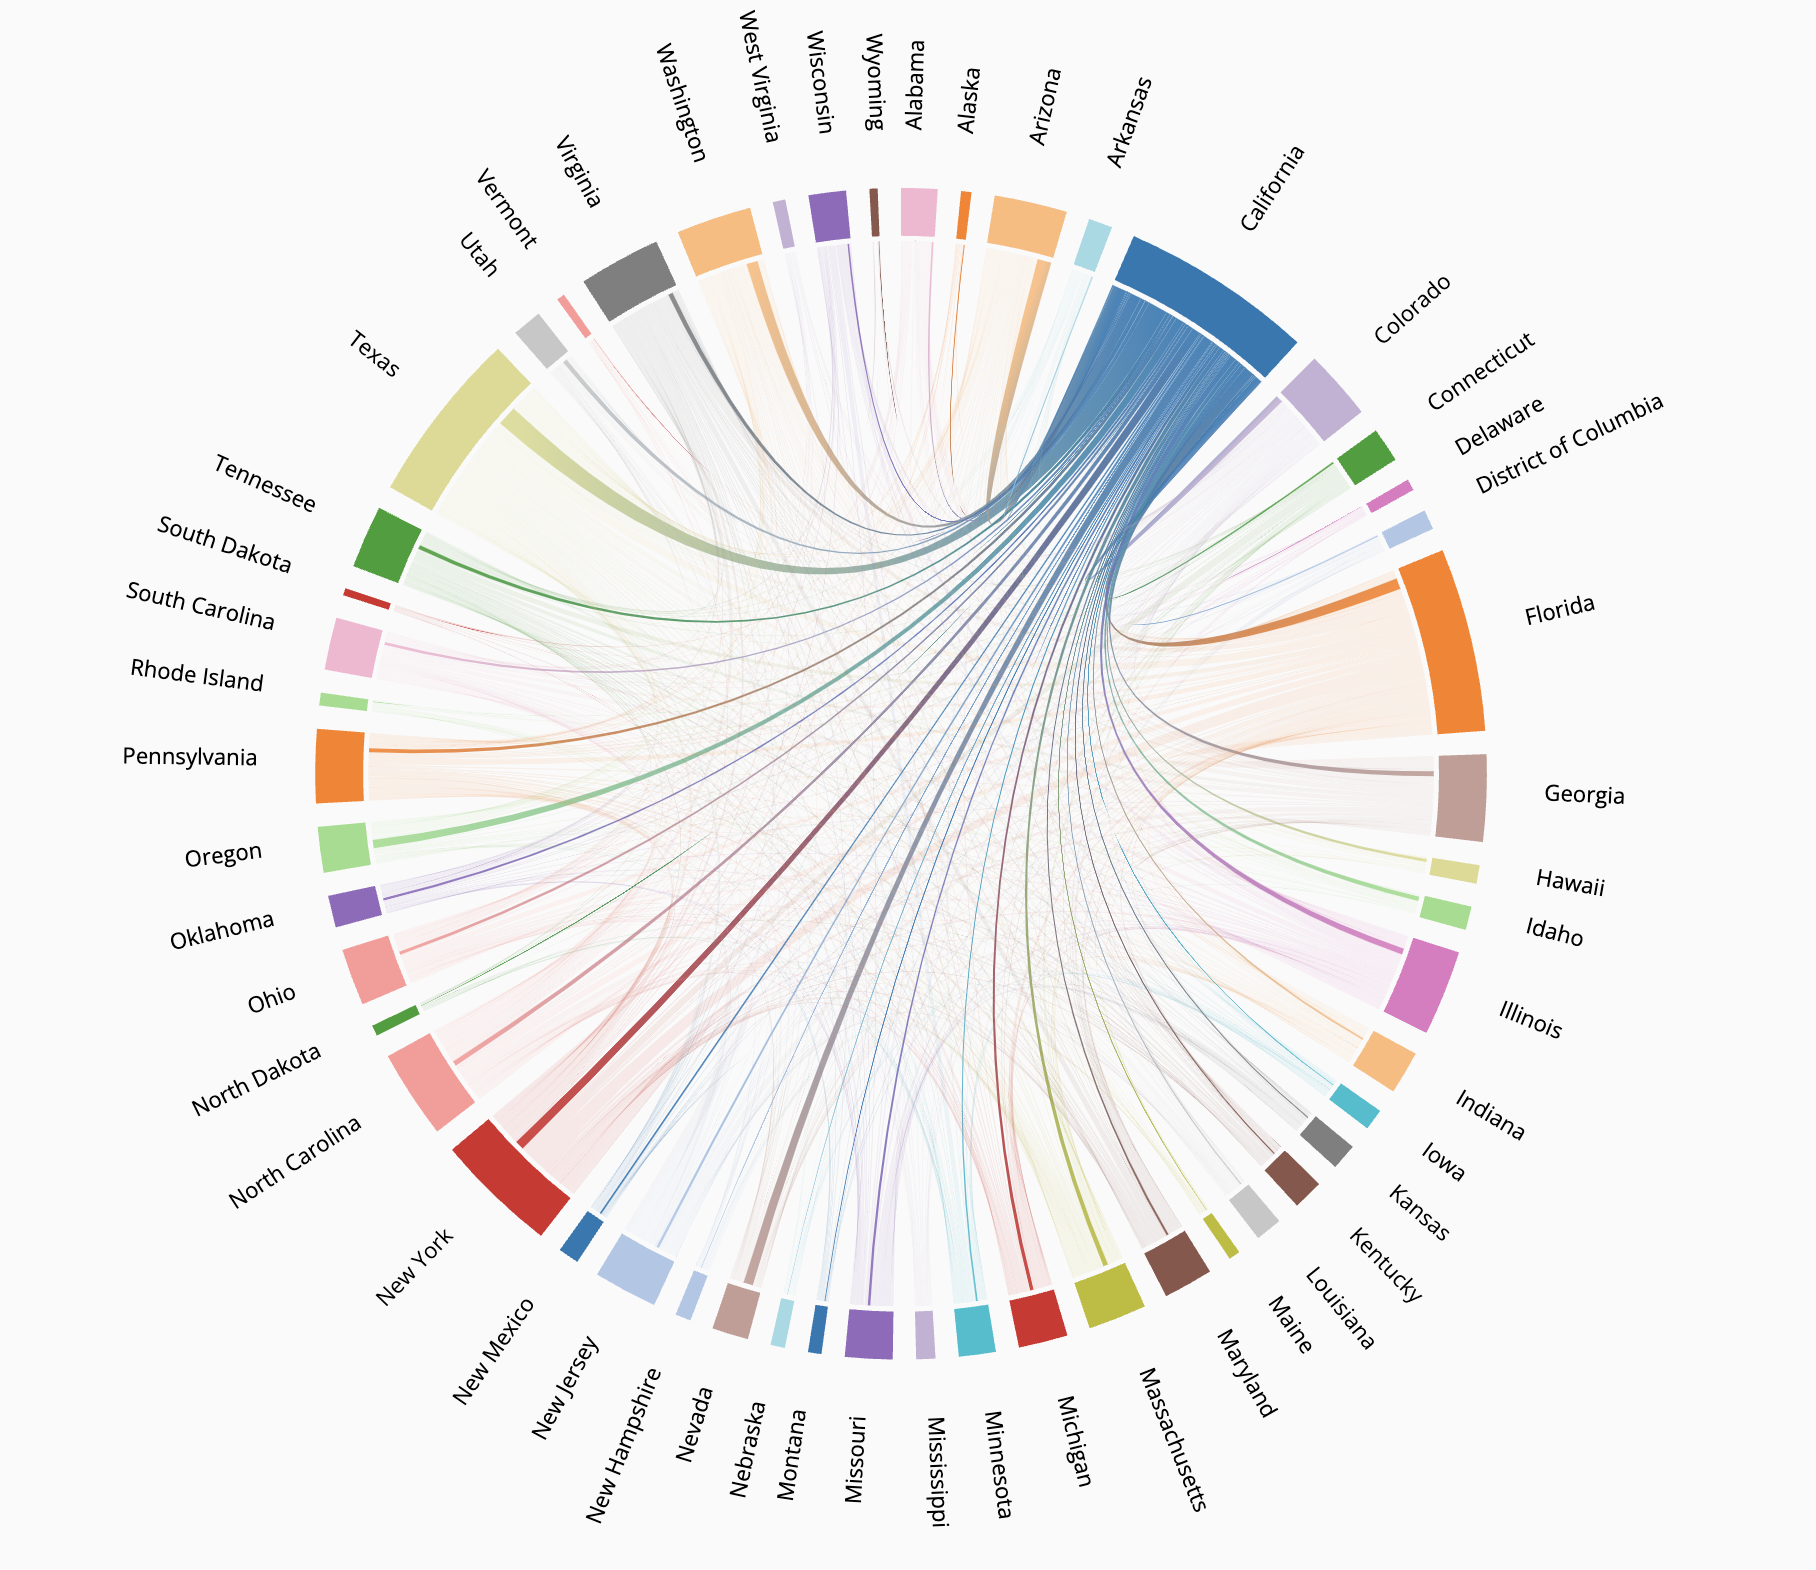 Alabama
Alaska
Arizona
Arkansas
California
Colorado
Connecticut
Delaware
District of Columbia
Florida
Georgia
Hawaii
Idaho
Illinois
Indiana
Iowa
Kansas
Kentucky
Louisiana
Maine
Maryland
Massachusetts
Michigan
Minnesota
Mississippi
Missouri
Montana
Nebraska
Nevada
New Hampshire
New Jersey
New Mexico
New York
North Carolina
North Dakota
Ohio
Oklahoma
Oregon
Pennsylvania
Rhode Island
South Carolina
South Dakota
Tennessee
Texas
Utah
Vermont
Virginia
Washington
West Virginia
Wisconsin
Wyoming